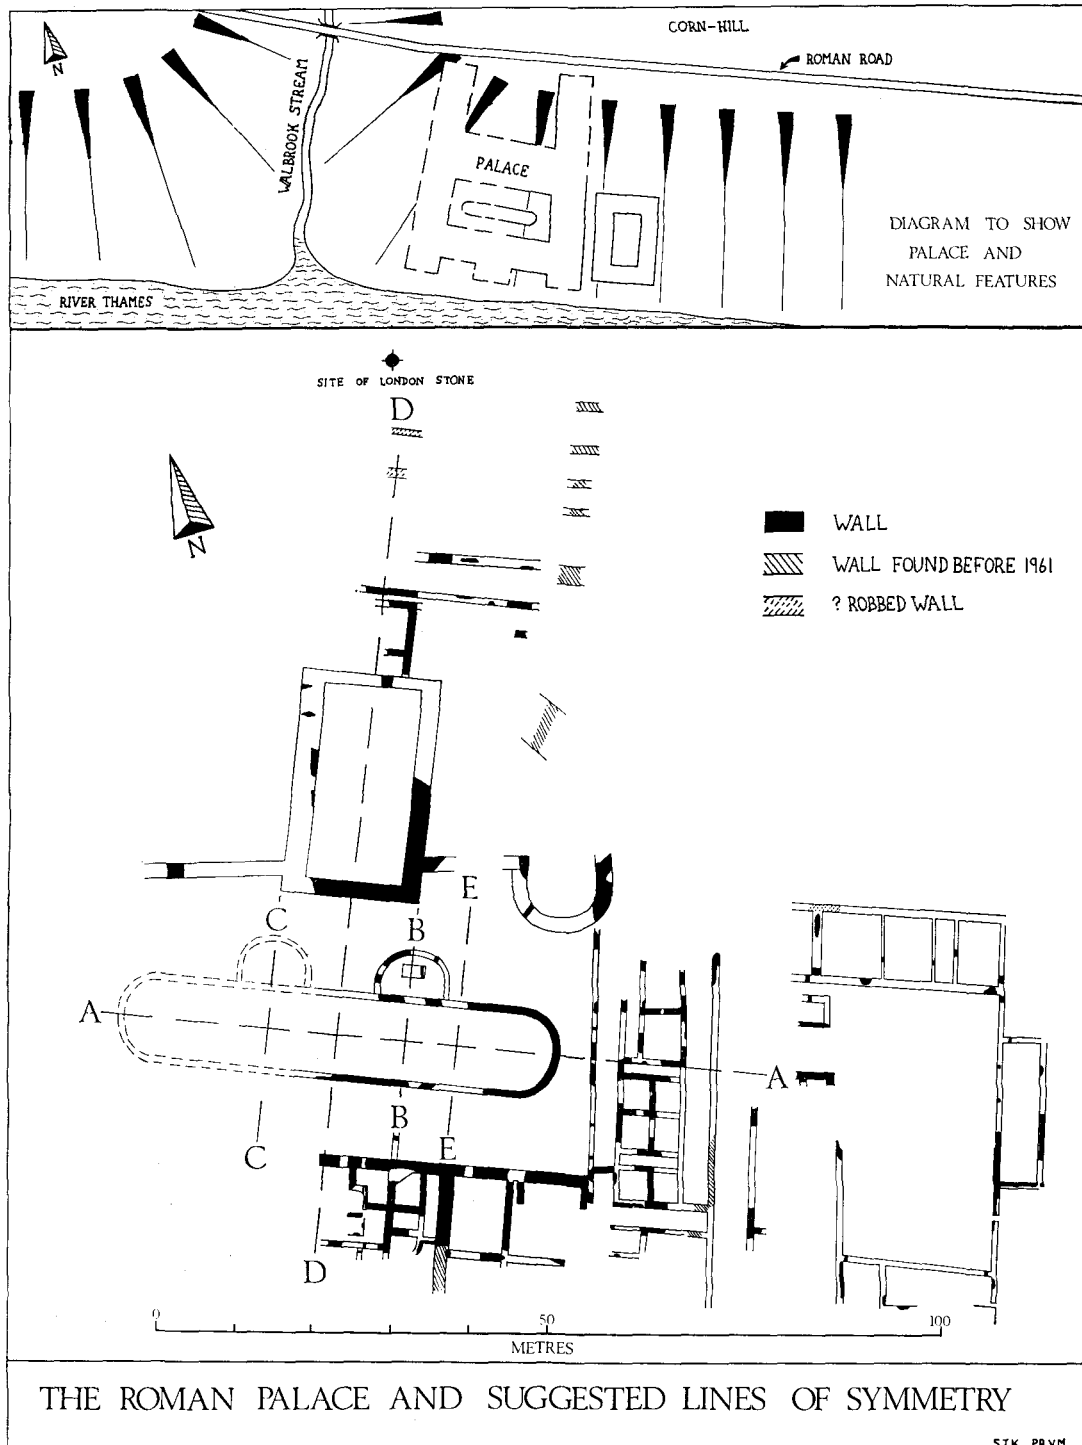 CORN-HILL
ROMAN ROAD
N
WALBROOK STREAM
PALACE
DIAGRAM TO SHOW
PALACE AND
NATURAL FEATURES
RIVER THAMES
SITE OF LONDON STONE
D
N
WALL
WALL FOUND BEFORE 1961
? ROBBED WALL
E
C
B
A
A
B
E
C
D
0
50
100
METRES
THE ROMAN PALACE AND SUGGESTED LINES OF SYMMETRY